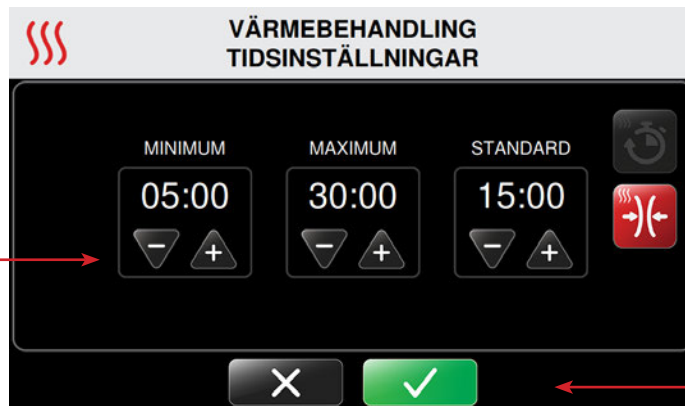 VÄRMEBEHANDLING
TIDSINSTÄLLNINGAR
MINIMUM MAXIMUM STANDARD
05:00 30:00 15:00
− + − + − +